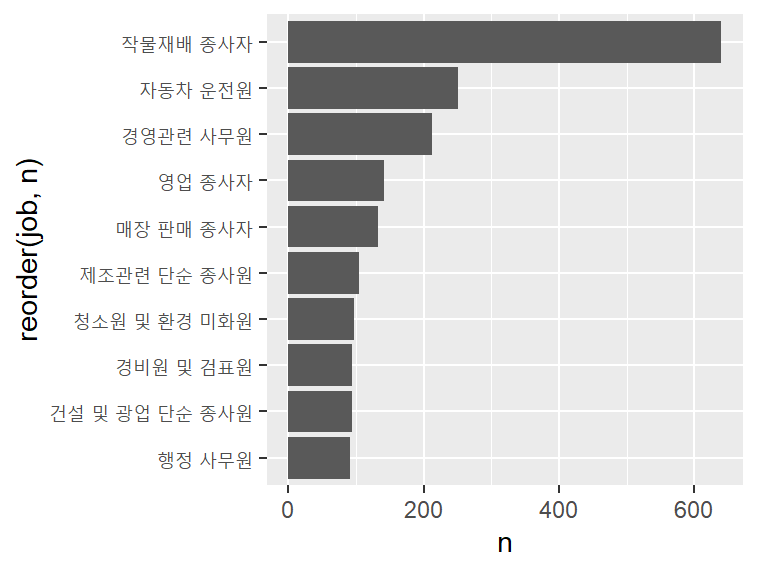 작물재배 종사자
자동차 운전원
경영관련 사무원
영업 종사자
매장 판매 종사자
제조관련 단순 종사원
청소원 및 환경 미화원
경비원 및 검표원
건설 및 광업 단순 종사원
행정 사무원
reorder(job, n)
0 200 400 600
n